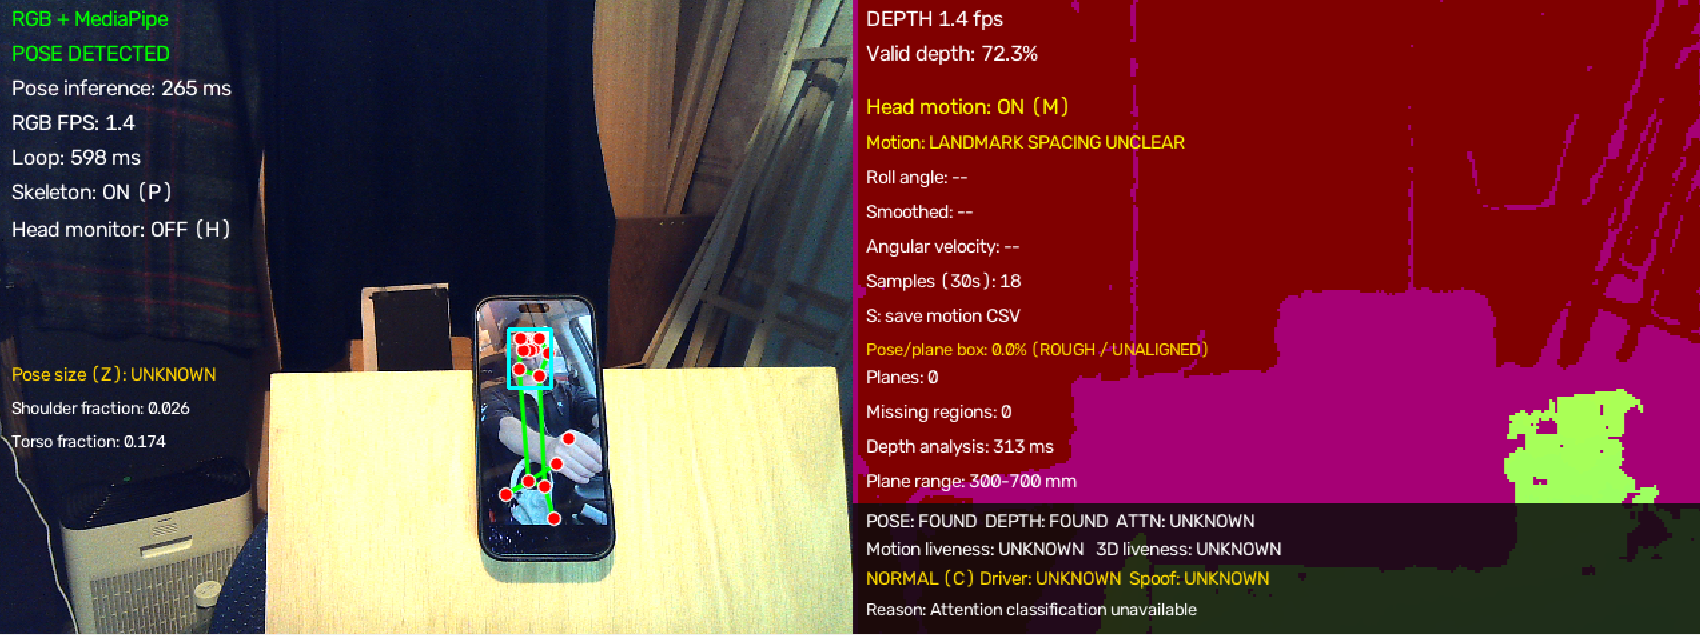 RGB + MediaPipe
POSE DETECTED
Pose inference: 265 ms
RGB FPS: 1.4
Loop: 598 ms
Skeleton: ON (P)
Head monitor: OFF (H)
Pose size (Z): UNKNOWN
Shoulder fraction: 0.026
Torso fraction: 0.174
DEPTH 1.4 fps
Valid depth: 72.3%
Head motion: ON (M)
Motion: LANDMARK SPACING UNCLEAR
Roll angle: --
Smoothed: --
Angular velocity: --
Samples (30s): 18
S: save motion CSV
Pose/plane box: 0.0% (ROUGH / UNALIGNED)
Planes: 0
Missing regions: 0
Depth analysis: 313 ms
Plane range: 300-700 mm
POSE: FOUND DEPTH: FOUND ATTN: UNKNOWN
Motion liveness: UNKNOWN 3D liveness: UNKNOWN
NORMAL (C) Driver: UNKNOWN Spoof: UNKNOWN
Reason: Attention classification unavailable